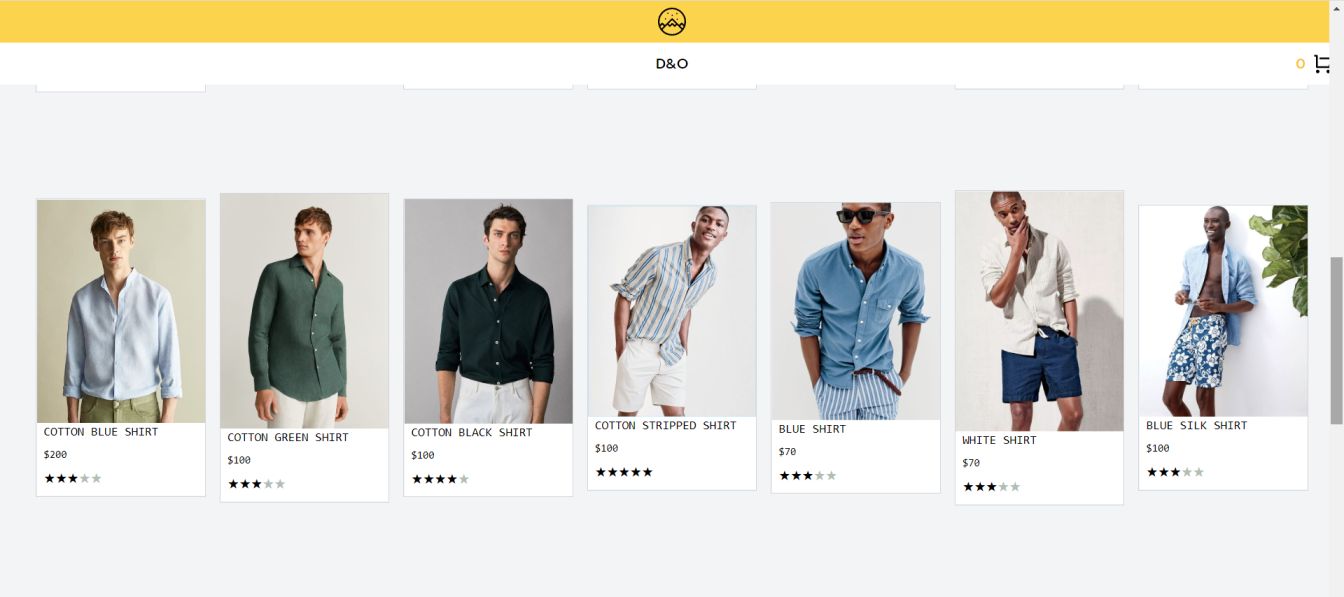 D&O
0
COTTON BLUE SHIRT
$200
COTTON GREEN SHIRT
$100
COTTON BLACK SHIRT
$100
COTTON STRIPPED SHIRT
$100
BLUE SHIRT
$70
WHITE SHIRT
$70
BLUE SILK SHIRT
$100